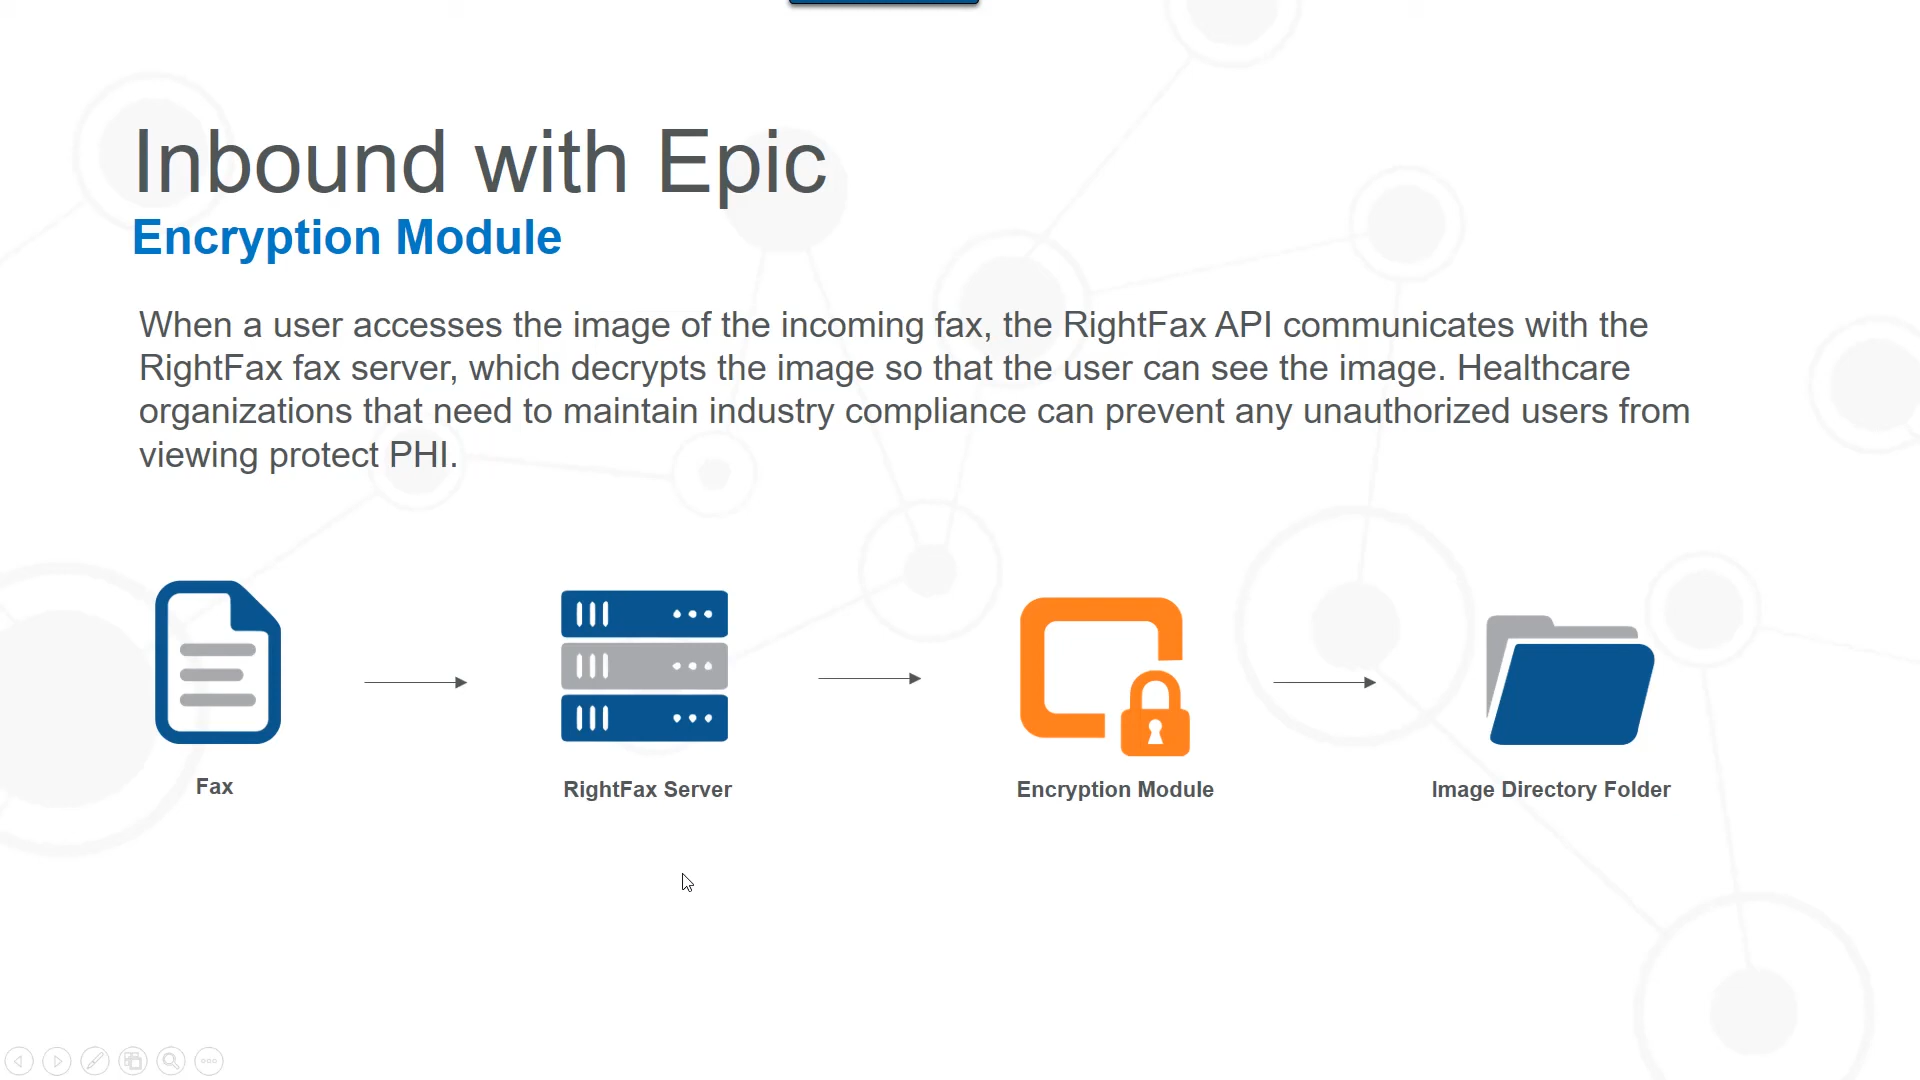 Inbound with Epic
Encryption Module
When a user accesses the image of the incoming fax, the RightFax API communicates with the
RightFax fax server, which decrypts the image so that the user can see the image. Healthcare
organizations that need to maintain industry compliance can prevent any unauthorized users from
viewing protect PHI.
Fax
RightFax Server
Encryption Module
Image Directory Folder